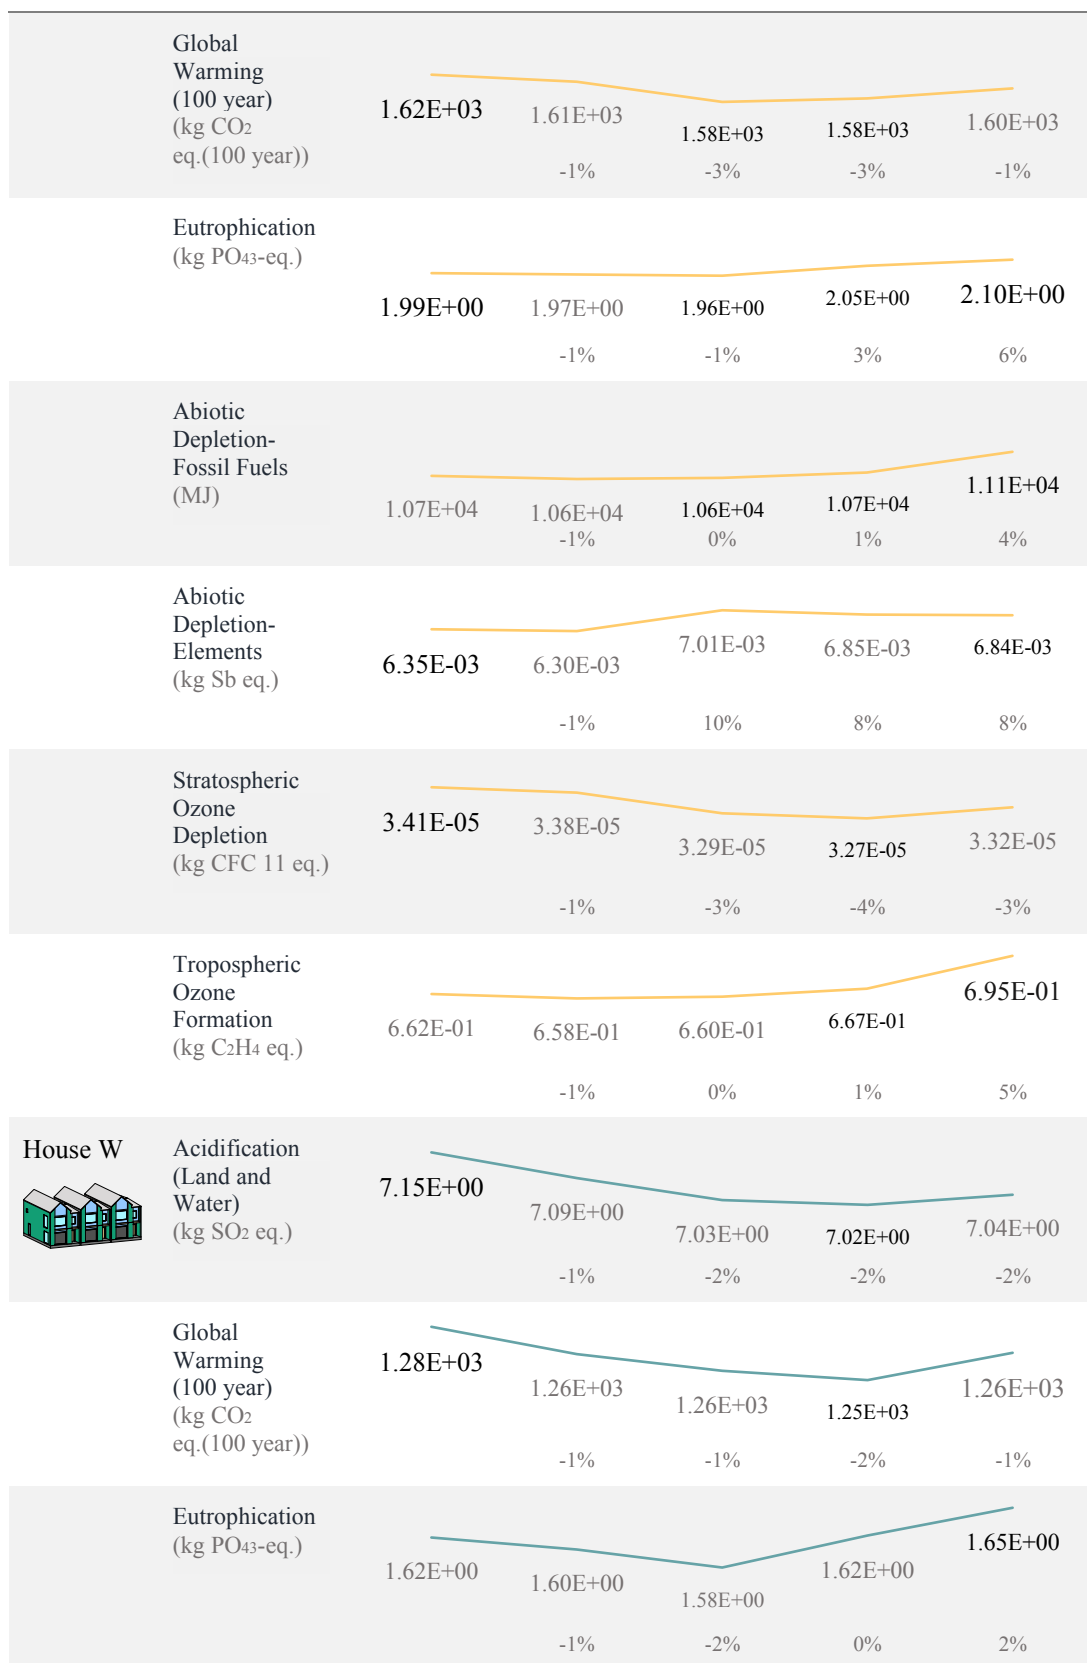 Global
Warming
(100 year)
(kg CO2
eq.(100 year))
1.62E+03 1.61E+03 1.58E+03 1.58E+03 1.60E+03
-1% -3% -3% -1%
Eutrophication
(kg PO43-eq.)
1.99E+00 1.97E+00 1.96E+00 2.05E+00 2.10E+00
-1% -1% 3% 6%
Abiotic
Depletion-
Fossil Fuels
(MJ)
1.07E+04 1.06E+04 1.06E+04 1.07E+04 1.11E+04
-1% 0% 1% 4%
Abiotic
Depletion-
Elements
(kg Sb eq.)
6.35E-03 6.30E-03 7.01E-03 6.85E-03 6.84E-03
-1% 10% 8% 8%
Stratospheric
Ozone
Depletion
(kg CFC 11 eq.)
3.41E-05 3.38E-05 3.29E-05 3.27E-05 3.32E-05
-1% -3% -4% -3%
Tropospheric
Ozone
Formation
(kg C2H4 eq.)
6.62E-01 6.58E-01 6.60E-01 6.67E-01 6.95E-01
-1% 0% 1% 5%
House W
Acidification
(Land and
Water)
(kg SO2 eq.)
7.15E+00 7.09E+00 7.03E+00 7.02E+00 7.04E+00
-1% -2% -2% -2%
Global
Warming
(100 year)
(kg CO2
eq.(100 year))
1.28E+03 1.26E+03 1.26E+03 1.25E+03 1.26E+03
-1% -1% -2% -1%
Eutrophication
(kg PO43-eq.)
1.62E+00 1.60E+00 1.58E+00 1.62E+00 1.65E+00
-1% -2% 0% 2%